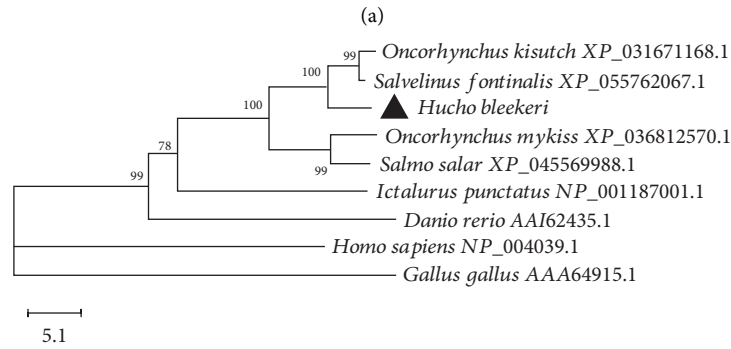 (a)
99
Oncorhynchus kisutch XP_031671168.1
100
Salvelinus fontinalis XP_055762067.1
100
Hucho bleekeri
Oncorhynchus mykiss XP_036812570.1
78
99
Salmo salar XP_045569988.1
99
Ictalurus punctatus NP_001187001.1
Danio rerio AAI62435.1
Homo sapiens NP_004039.1
Gallus gallus AAA64915.1
5.1